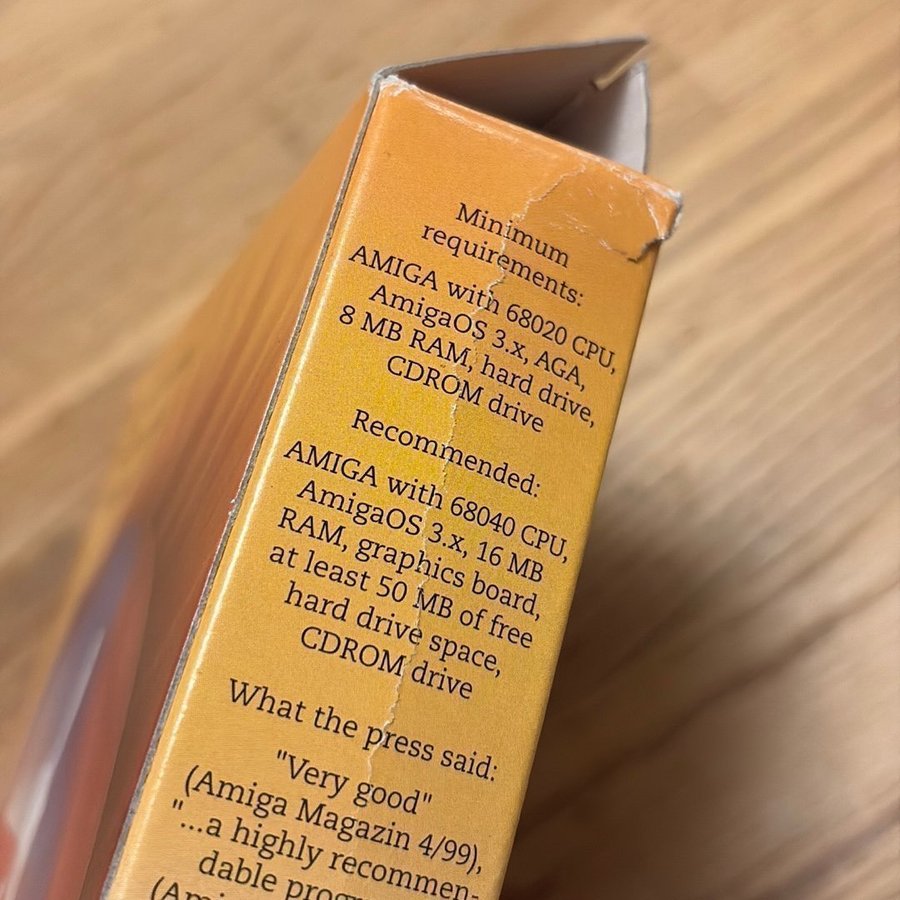 Minimum
requirements:
AMIGA with 68020 CPU,
AmigaOS 3.x, AGA,
8 MB RAM, hard drive,
CDROM drive
Recommended:
AMIGA with 68040 CPU,
AmigaOS 3.x, 16 MB
RAM, graphics board,
at least 50 MB of free
hard drive space,
CDROM drive
What the press said:
"Very good"
(Amiga Magazin 4/99),
"...a highly recommen-
dable